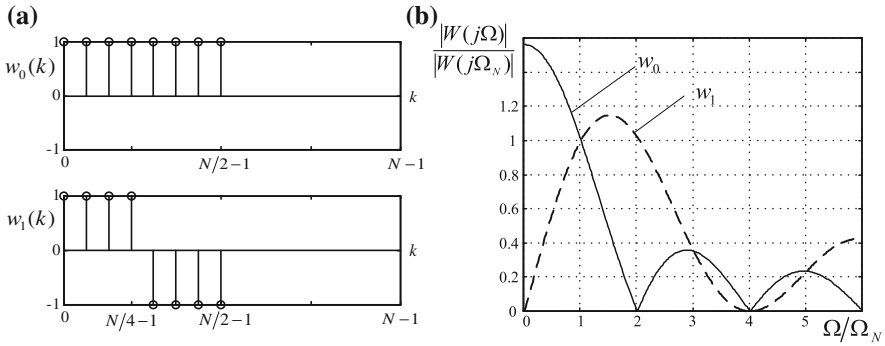 (a)
1
w₀(k)
0
k
-1
0
N/2−1
N−1
1
w₁(k)
0
k
-1
0
N/4−1
N/2−1
N−1
(b)
|W(jΩ)|
|W(jΩ_N)|
w₀
w₁
1.2
1
0.8
0.6
0.4
0.2
0
0
1
2
3
4
5
Ω/Ω_N